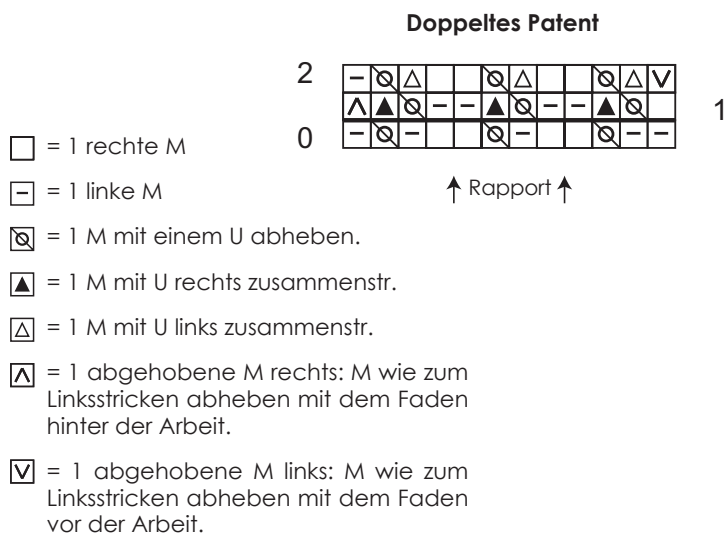 Doppeltes Patent
2
1
0
Rapport
= 1 rechte M
= 1 linke M
= 1 M mit einem U abheben.
= 1 M mit U rechts zusammenstr.
= 1 M mit U links zusammenstr.
= 1 abgehobene M rechts: M wie zum
Linksstricken abheben mit dem Faden
hinter der Arbeit.
= 1 abgehobene M links: M wie zum
Linksstricken abheben mit dem Faden
vor der Arbeit.